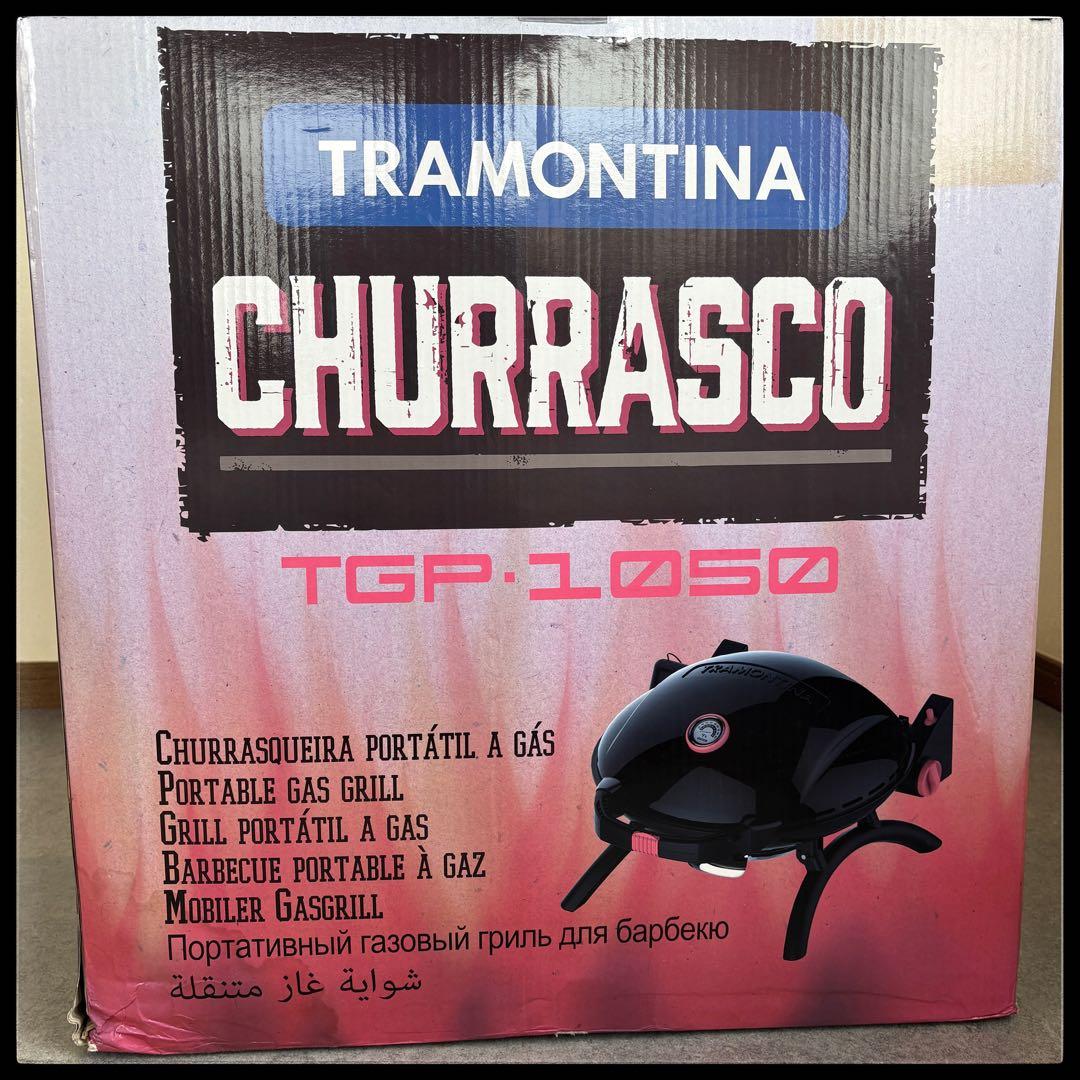 TRAMONTINA
CHURRASCO
TGP·1050
TRAMONTINA
CHURRASQUEIRA PORTÁTIL A GÁS
PORTABLE GAS GRILL
GRILL PORTÁTIL A GAS
BARBECUE PORTABLE À GAZ
MOBILER GASGRILL
Портативный газовый гриль для барбекю
شواية غاز متنقلة